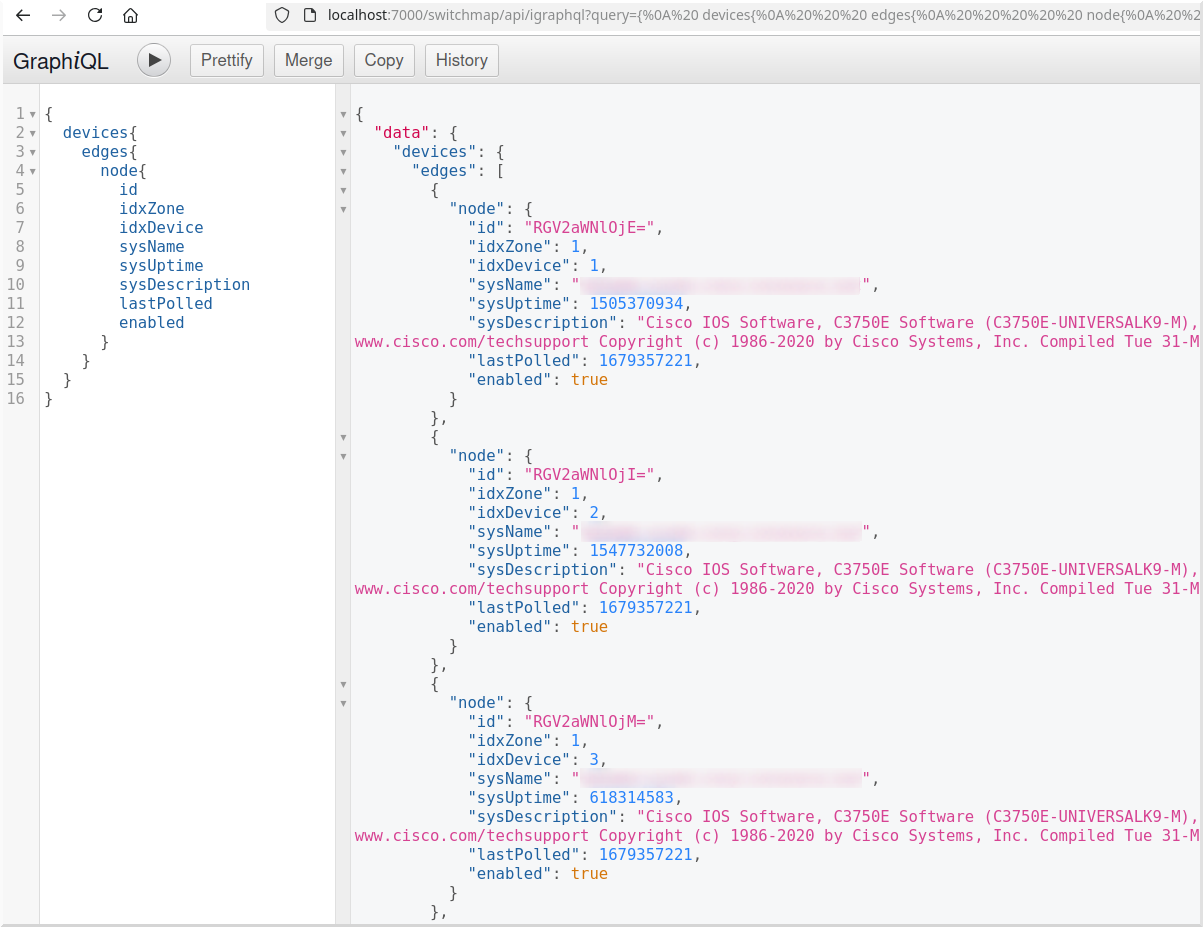 localhost:7000/switchmap/api/igraphql?query={%0A%20 devices{%0A%20%20%20 edges{%0A%20%20%20%20%20 node{%0A%20%2
GraphiQL Prettify Merge Copy History
1 {
2 devices{
3 edges{
4 node{
5 id
6 idxZone
7 idxDevice
8 sysName
9 sysUptime
10 sysDescription
11 lastPolled
12 enabled
13 }
14 }
15 }
16 }
{
"data": {
"devices": {
"edges": [
{
"node": {
"id": "RGV2aWNlOjE=",
"idxZone": 1,
"idxDevice": 1,
"sysName": " ",
"sysUptime": 1505370934,
"sysDescription": "Cisco IOS Software, C3750E Software (C3750E-UNIVERSALK9-M),
www.cisco.com/techsupport Copyright (c) 1986-2020 by Cisco Systems, Inc. Compiled Tue 31-M
"lastPolled": 1679357221,
"enabled": true
}
},
{
"node": {
"id": "RGV2aWNlOjI=",
"idxZone": 1,
"idxDevice": 2,
"sysName": " ",
"sysUptime": 1547732008,
"sysDescription": "Cisco IOS Software, C3750E Software (C3750E-UNIVERSALK9-M),
www.cisco.com/techsupport Copyright (c) 1986-2020 by Cisco Systems, Inc. Compiled Tue 31-M
"lastPolled": 1679357221,
"enabled": true
}
},
{
"node": {
"id": "RGV2aWNlOjM=",
"idxZone": 1,
"idxDevice": 3,
"sysName": " ",
"sysUptime": 618314583,
"sysDescription": "Cisco IOS Software, C3750E Software (C3750E-UNIVERSALK9-M),
www.cisco.com/techsupport Copyright (c) 1986-2020 by Cisco Systems, Inc. Compiled Tue 31-M
"lastPolled": 1679357221,
"enabled": true
}
},